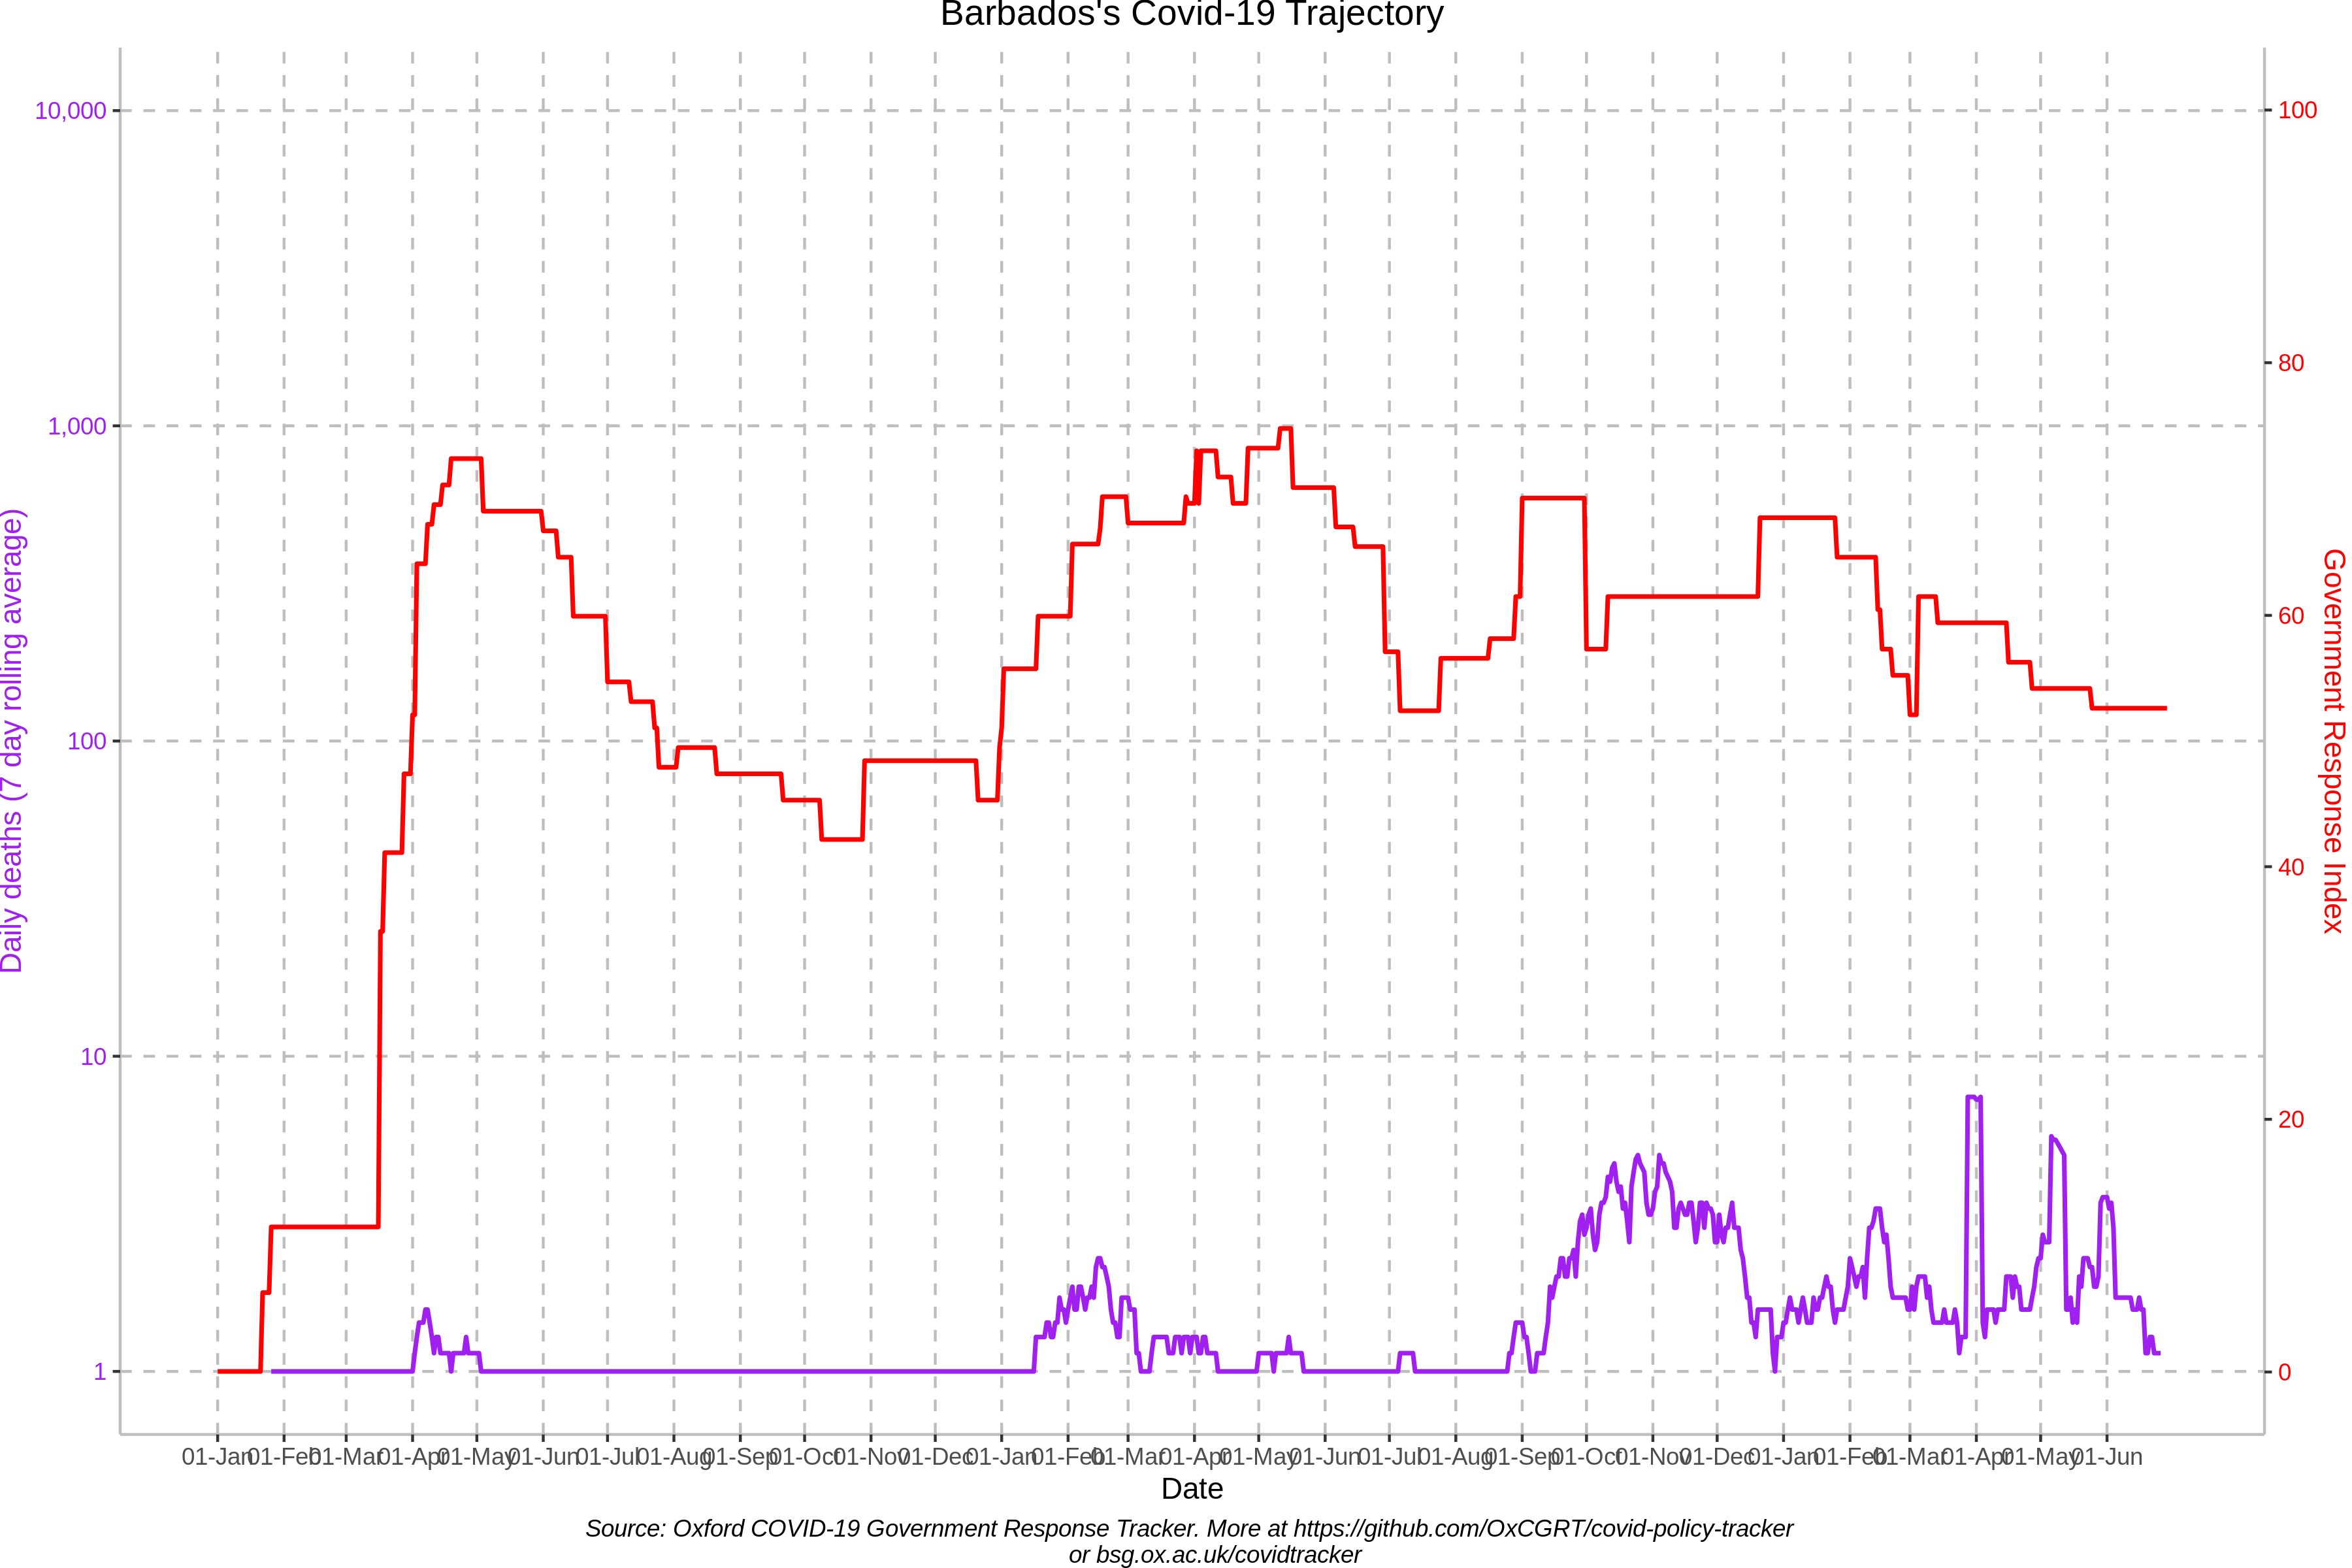 Barbados's Covid-19 Trajectory
10,000
1,000
100
10
1
Daily deaths (7 day rolling average)
100
80
60
40
20
0
Government Response Index
01-Jan 01-Feb 01-Mar 01-Apr 01-May 01-Jun 01-Jul 01-Aug 01-Sep 01-Oct 01-Nov 01-Dec 01-Jan 01-Feb 01-Mar 01-Apr 01-May 01-Jun 01-Jul 01-Aug 01-Sep 01-Oct 01-Nov 01-Dec 01-Jan 01-Feb 01-Mar 01-Apr 01-May 01-Jun
Date
Source: Oxford COVID-19 Government Response Tracker. More at https://github.com/OxCGRT/covid-policy-tracker
or bsg.ox.ac.uk/covidtracker